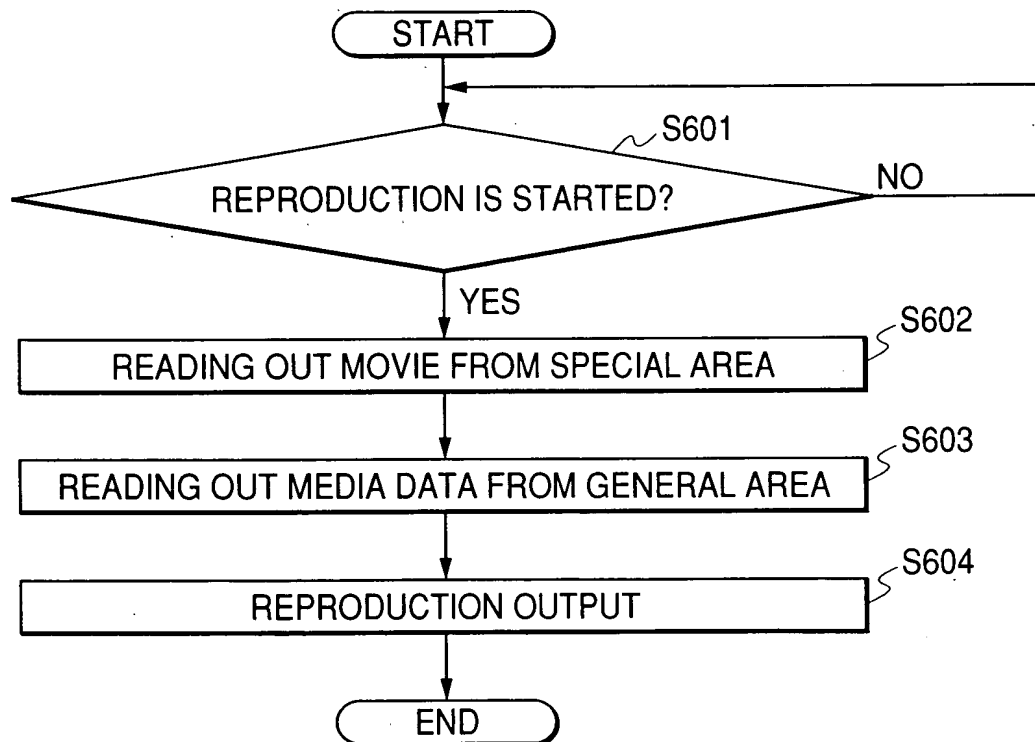 START
S601
REPRODUCTION IS STARTED?
NO
YES
S602
READING OUT MOVIE FROM SPECIAL AREA
S603
READING OUT MEDIA DATA FROM GENERAL AREA
S604
REPRODUCTION OUTPUT
END